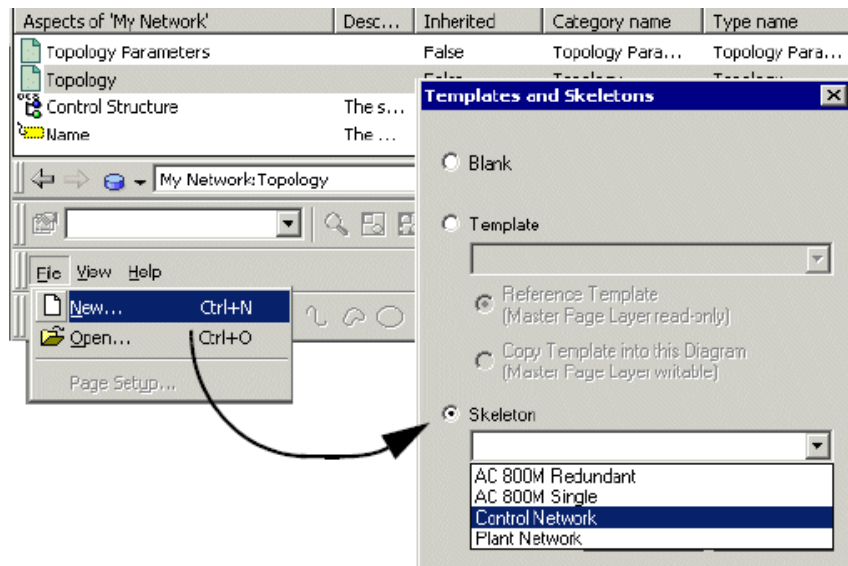 Aspects of 'My Network' Desc... Inherited Category name Type name
Topology Parameters False Topology Para... Topology Para...
Topology
Control Structure The s...
Name The ...
My Network:Topology
File View Help
New... Ctrl+N
Open... Ctrl+O
Page Setup...
Templates and Skeletons
Blank
Template
Reference Template
(Master Page Layer read-only)
Copy Template into this Diagram
(Master Page Layer writable)
Skeleton
AC 800M Redundant
AC 800M Single
Control Network
Plant Network